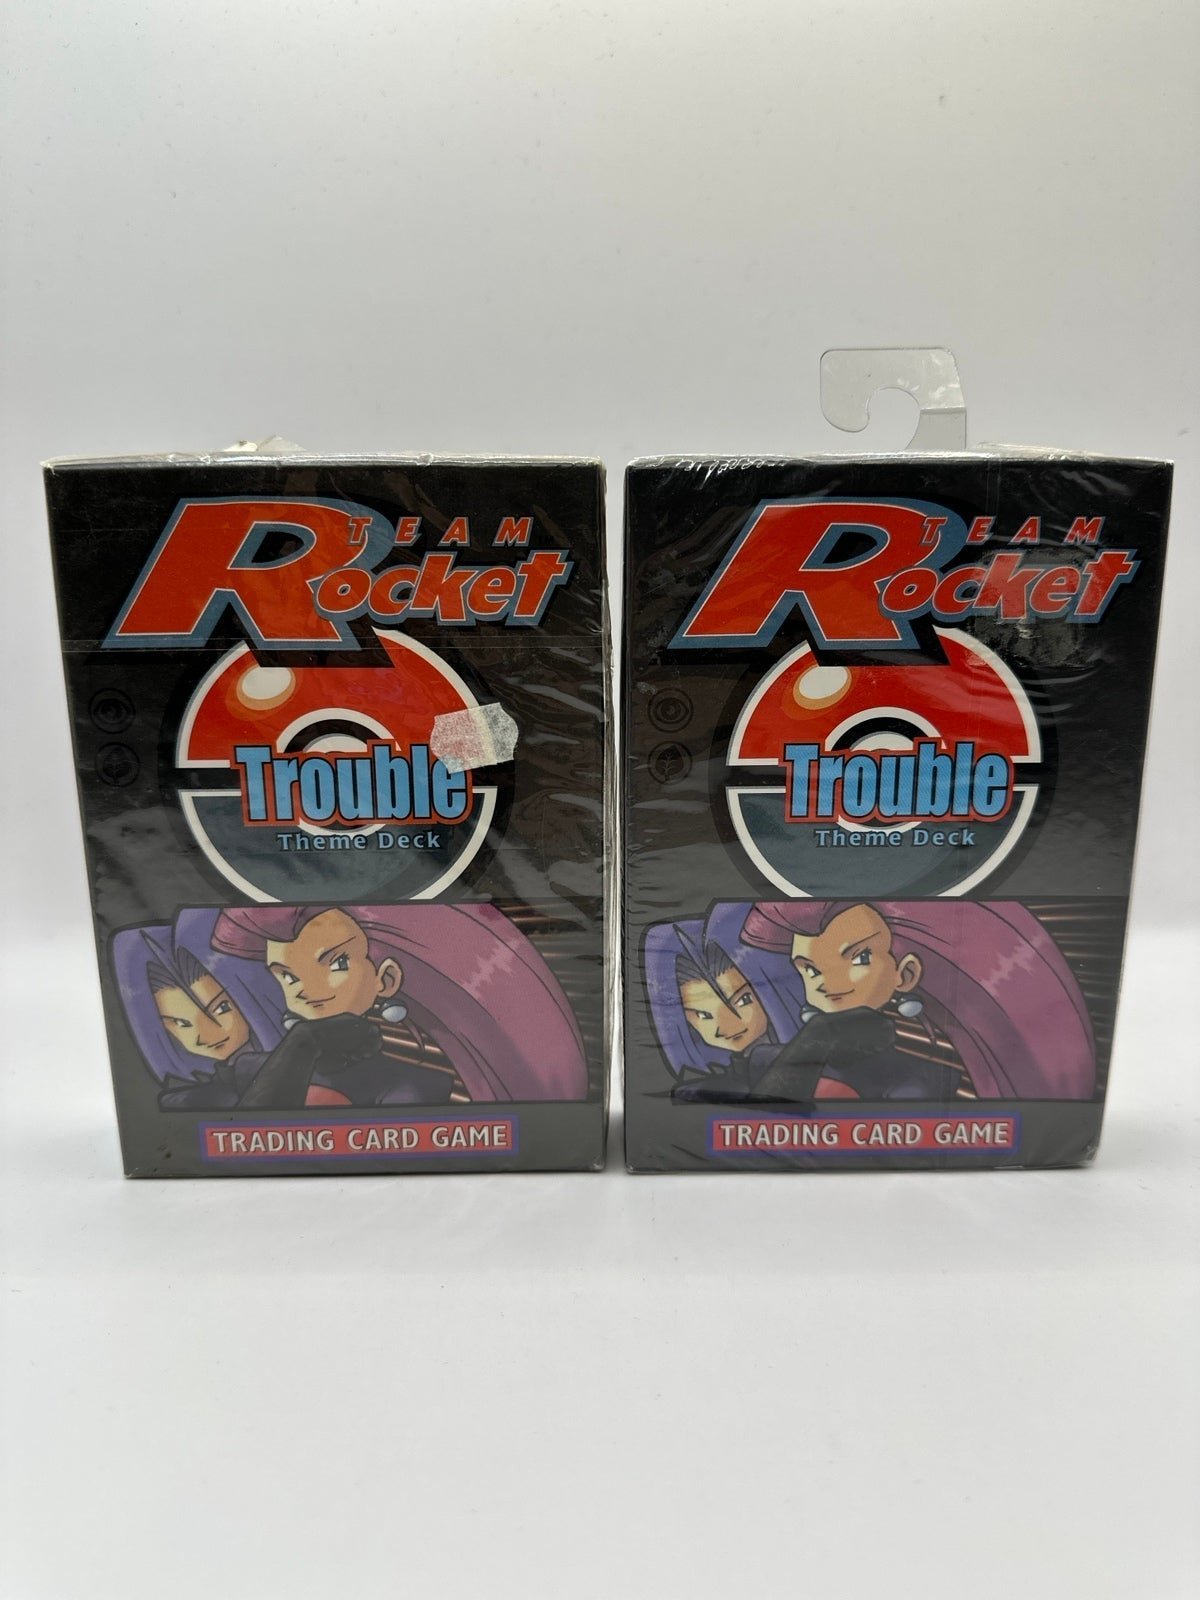 TEAM
Rocket
Trouble
Theme Deck
TRADING CARD GAME
TEAM
Rocket
Trouble
Theme Deck
TRADING CARD GAME